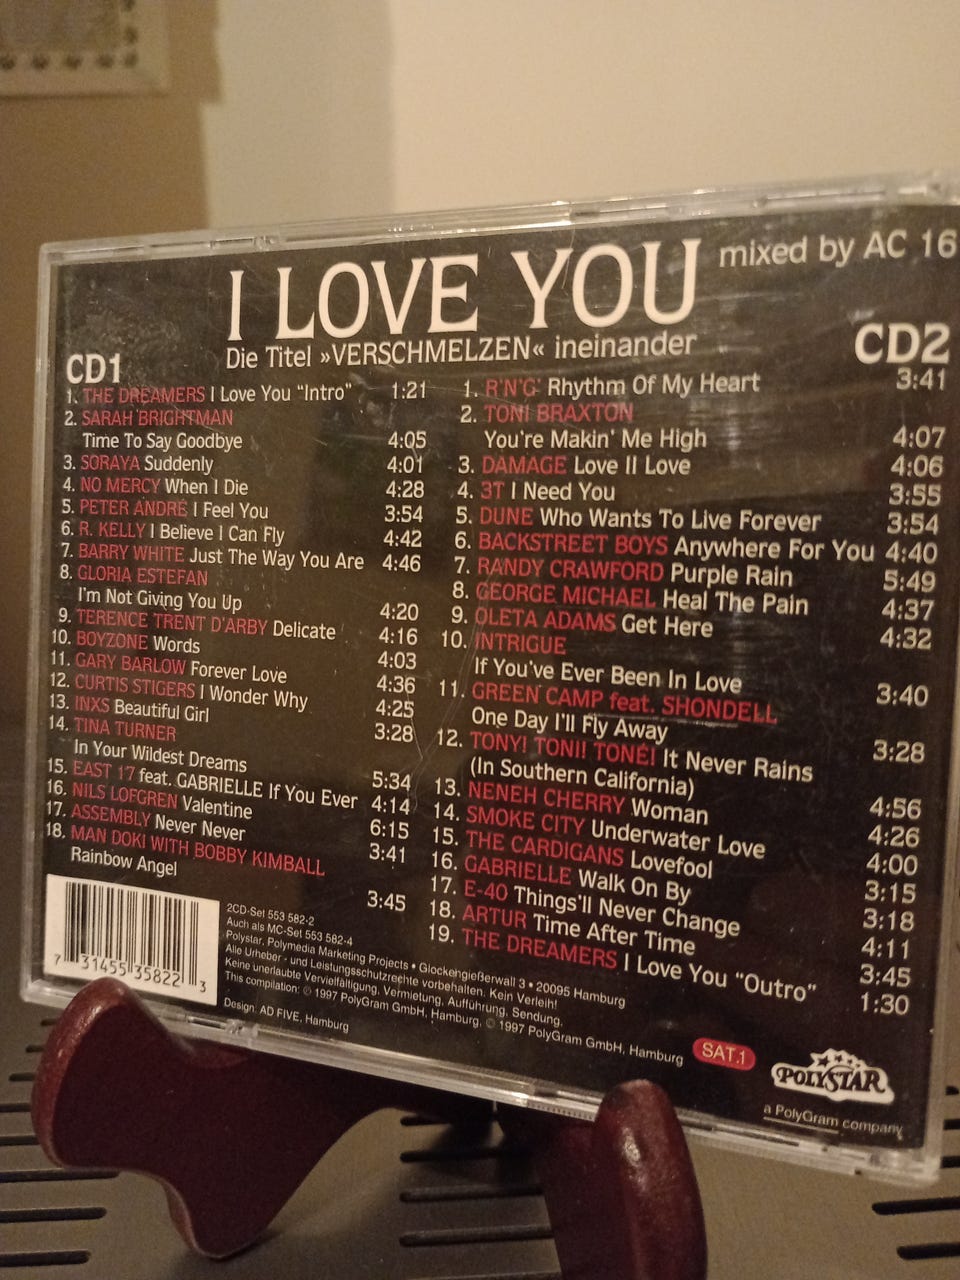 I LOVE YOU
mixed by AC 16
Die Titel »VERSCHMELZEN« ineinander
CD1
1. THE DREAMERS I Love You "Intro" 1:21
2. SARAH BRIGHTMAN
Time To Say Goodbye 4:05
3. SORAYA Suddenly 4:01
4. NO MERCY When I Die 4:28
5. PETER ANDRE I Feel You 3:54
6. R. KELLY I Believe I Can Fly 4:42
7. BARRY WHITE Just The Way You Are 4:46
8. GLORIA ESTEFAN
I'm Not Giving You Up 4:20
9. TERENCE TRENT D'ARBY Delicate 4:16
10. BOYZONE Words 4:03
11. GARY BARLOW Forever Love 4:36
12. CURTIS STIGERS I Wonder Why 4:25
13. INXS Beautiful Girl 3:28
14. TINA TURNER
In Your Wildest Dreams 5:34
15. EAST 17 feat. GABRIELLE If You Ever 4:14
16. NILS LOFGREN Valentine 6:15
17. ASSEMBLY Never Never 3:41
18. MAN DOKI WITH BOBBY KIMBALL
Rainbow Angel 3:45
CD2
1. R'N'G' Rhythm Of My Heart 3:41
2. TONI BRAXTON
You're Makin' Me High 4:07
3. DAMAGE Love II Love 4:06
4. 3T I Need You 3:55
5. DUNE Who Wants To Live Forever 3:54
6. BACKSTREET BOYS Anywhere For You 4:40
7. RANDY CRAWFORD Purple Rain 5:49
8. GEORGE MICHAEL Heal The Pain 4:37
9. OLETA ADAMS Get Here 4:32
10. INTRIGUE
If You've Ever Been In Love 3:40
11. GREEN CAMP feat. SHONDELL
One Day I'll Fly Away 3:28
12. TONY! TONI! TONÉ! It Never Rains
(In Southern California) 4:56
13. NENEH CHERRY Woman 4:26
14. SMOKE CITY Underwater Love 4:00
15. THE CARDIGANS Lovefool 3:15
16. GABRIELLE Walk On By 3:18
17. E-40 Things'll Never Change 4:11
18. ARTUR Time After Time 3:45
19. THE DREAMERS I Love You "Outro" 1:30
7 31455 35822 3
2CD-Set 553 582-2
Auch als MC-Set 553 582-4
Polystar, Polymedia Marketing Projects • Glockengießerwall 3 • 20095 Hamburg
Alle Urheber- und Leistungsschutzrechte vorbehalten. Kein Verleih!
Keine unerlaubte Vervielfältigung, Vermietung, Aufführung, Sendung.
This compilation: ℗ 1997 PolyGram GmbH, Hamburg, © 1997 PolyGram GmbH, Hamburg
Design: AD FIVE, Hamburg
SAT.1
POLYSTAR
a PolyGram company